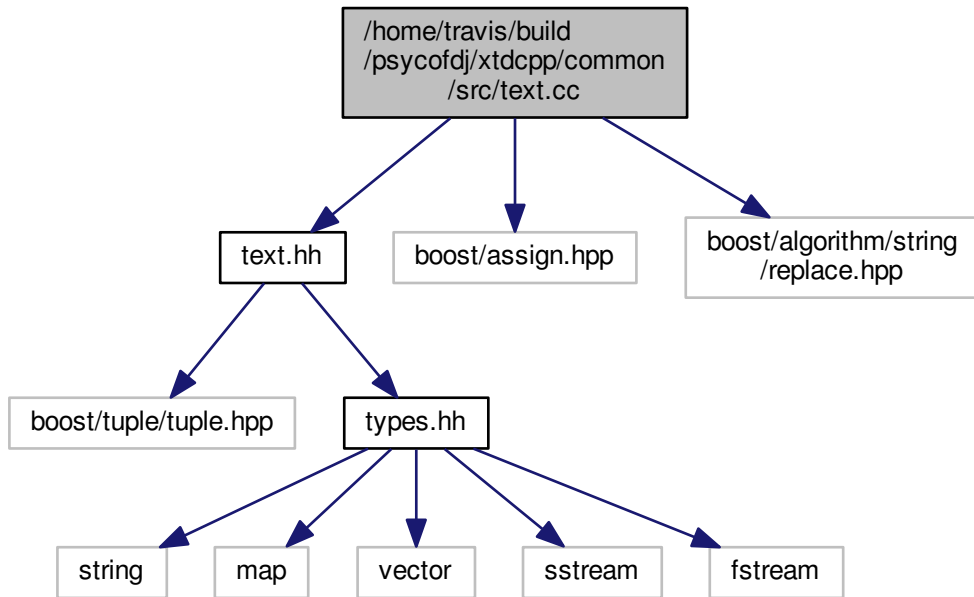 /home/travis/build
/psycofdj/xtdcpp/common
/src/text.cc
text.hh
boost/assign.hpp
boost/algorithm/string
/replace.hpp
boost/tuple/tuple.hpp
types.hh
string
map
vector
sstream
fstream